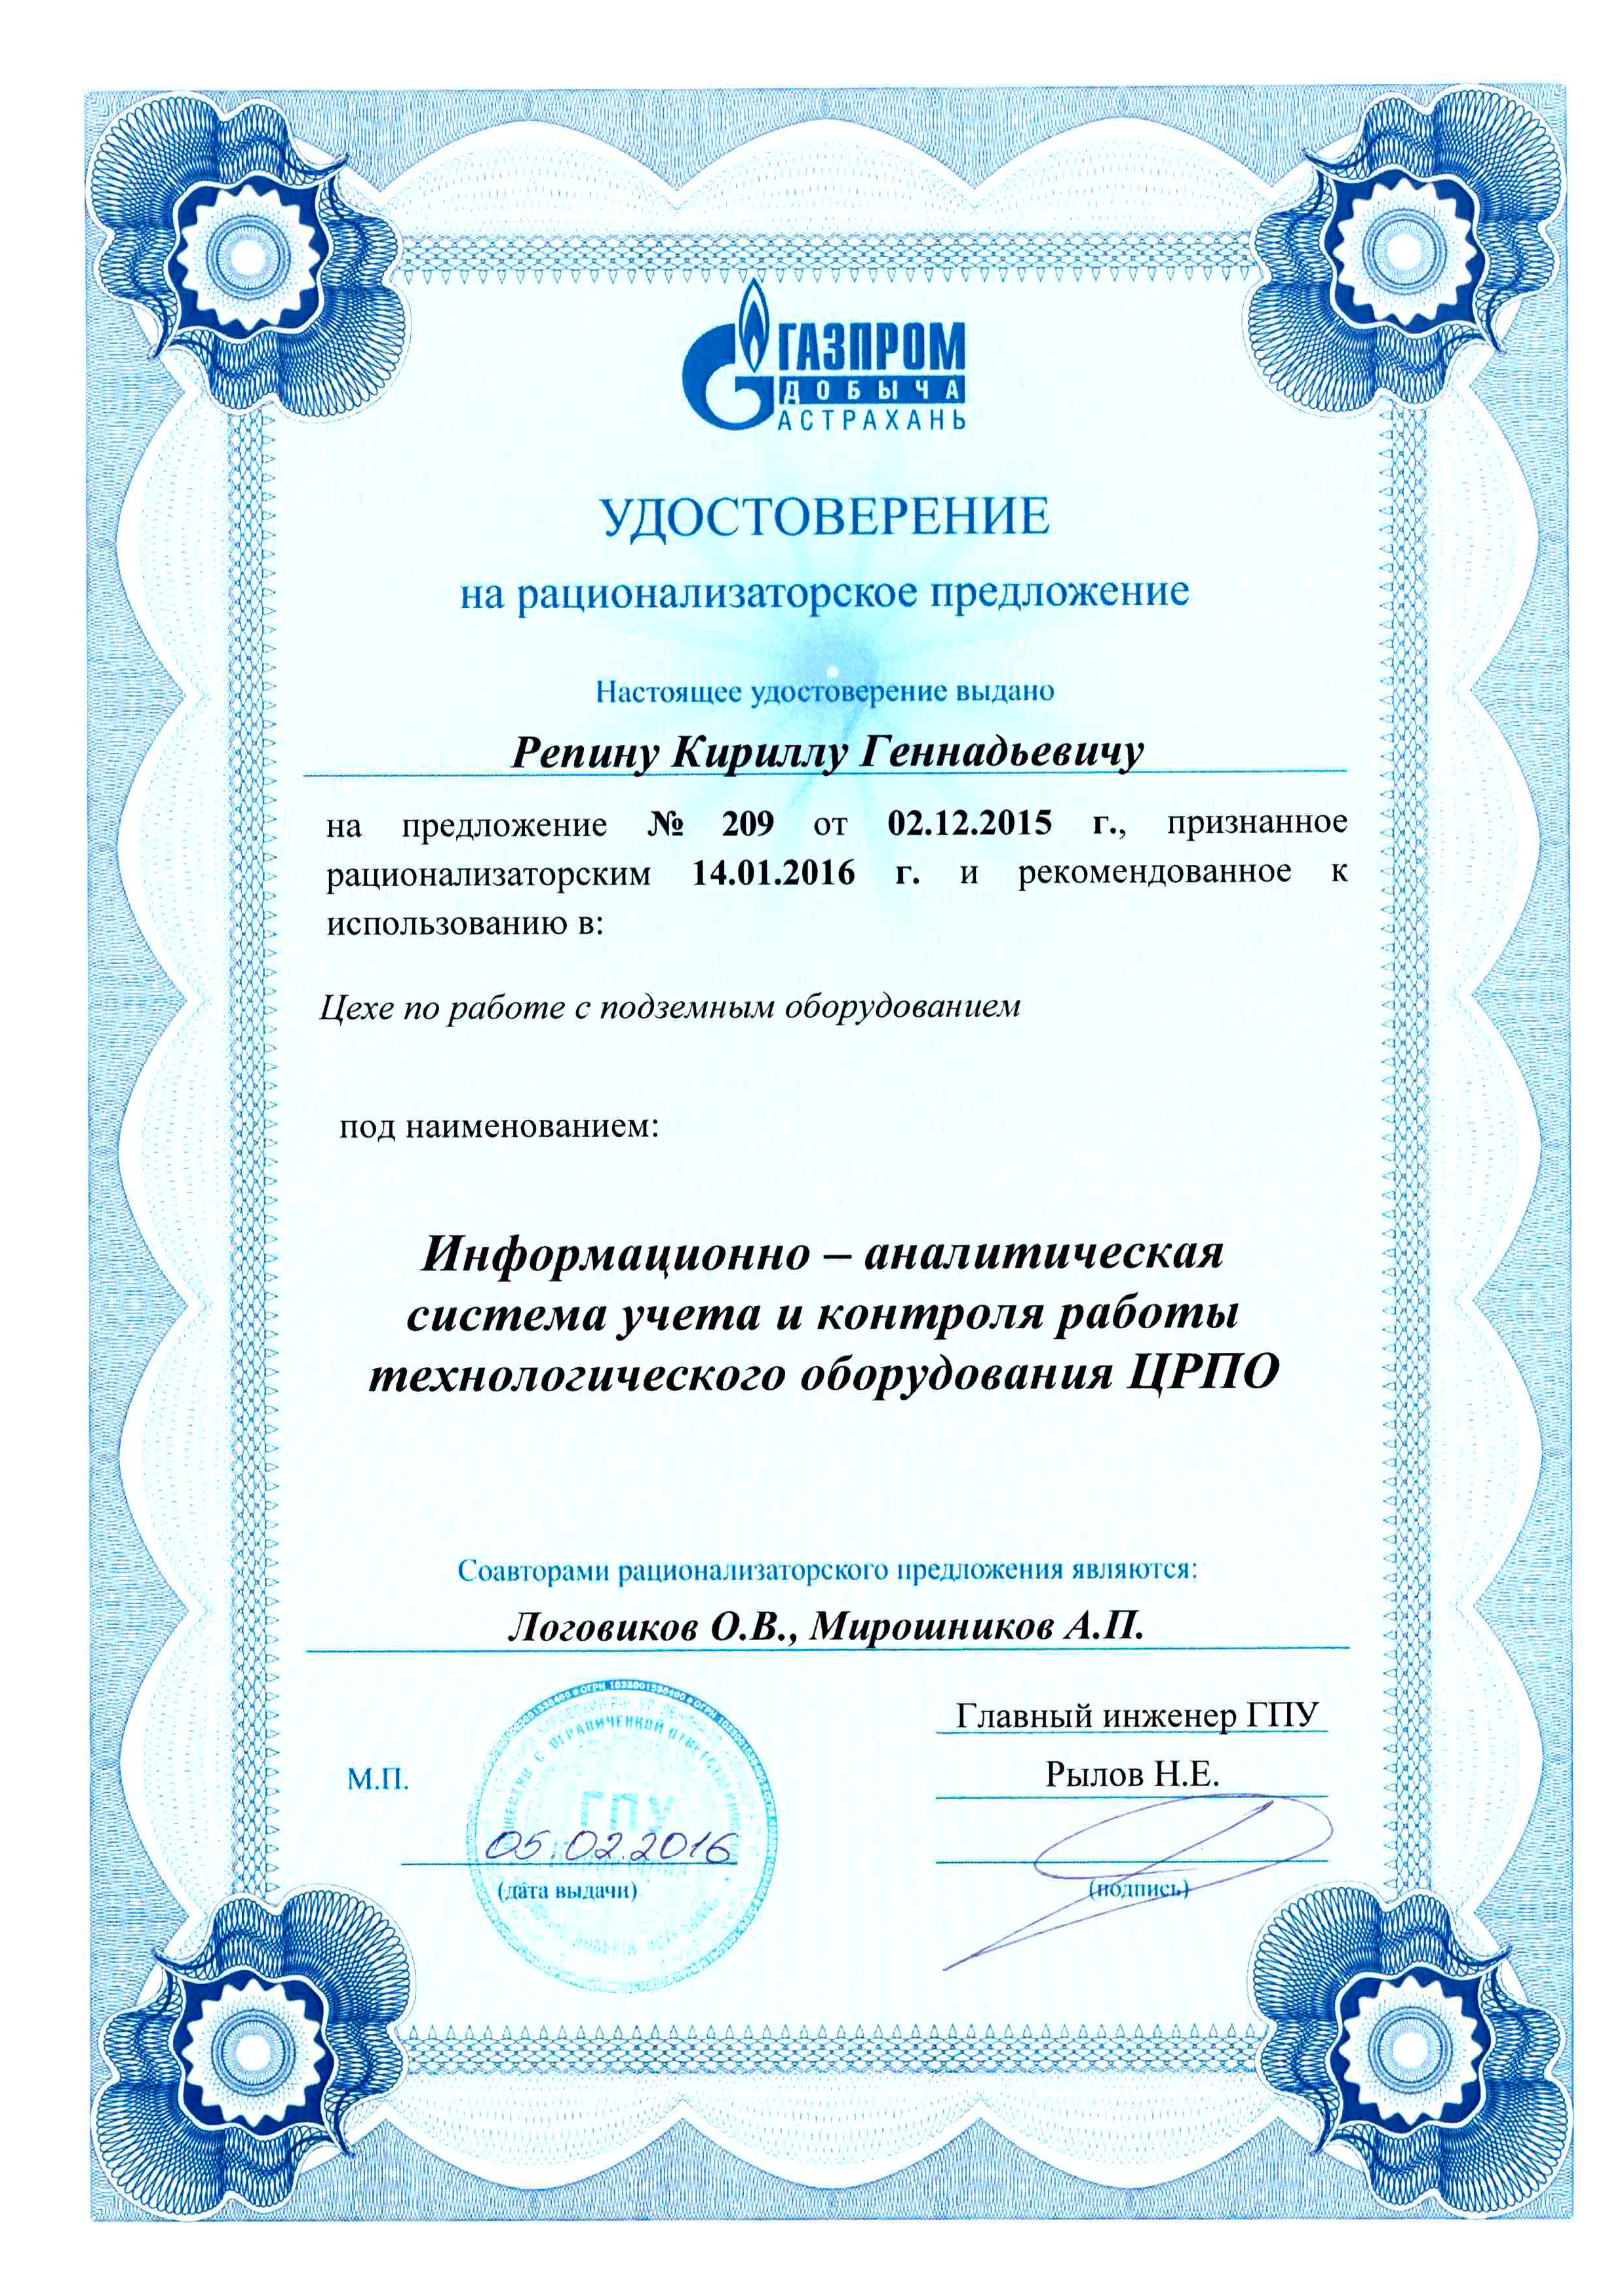 ГАЗПРОМ
ДОБЫЧА
АСТРАХАНЬ
УДОСТОВЕРЕНИЕ
на рационализаторское предложение
Настоящее удостоверение выдано
Репину Кириллу Геннадьевичу
на предложение № 209 от 02.12.2015 г., признанное
рационализаторским 14.01.2016 г. и рекомендованное к
использованию в:
Цехе по работе с подземным оборудованием
под наименованием:
Информационно – аналитическая
система учета и контроля работы
технологического оборудования ЦРПО
Соавторами рационализаторского предложения являются:
Логовиков О.В., Мирошников А.П.
Главный инженер ГПУ
Рылов Н.Е.
М.П.
ГПУ
05.02.2016
(дата выдачи)
(подпись)